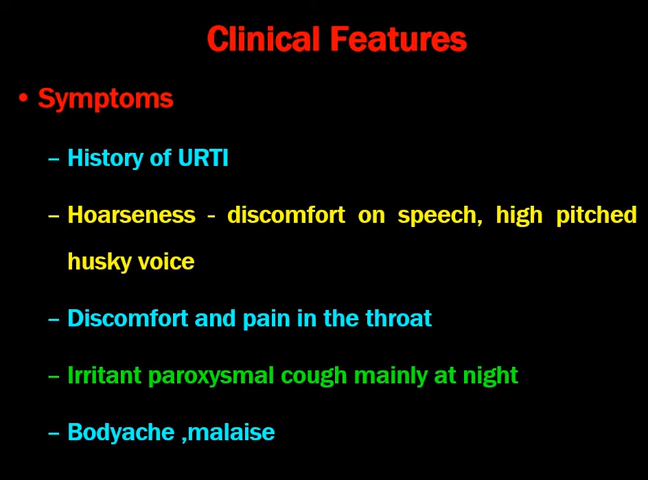 Clinical Features
• Symptoms
– History of URTI
– Hoarseness - discomfort on speech, high pitched
husky voice
– Discomfort and pain in the throat
– Irritant paroxysmal cough mainly at night
– Bodyache ,malaise